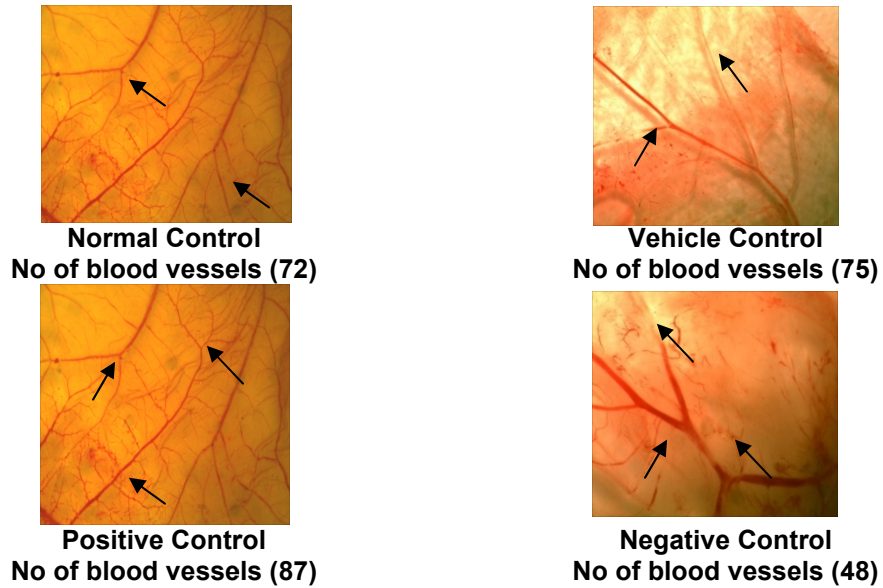 Normal Control
No of blood vessels (72)
Vehicle Control
No of blood vessels (75)
Positive Control
No of blood vessels (87)
Negative Control
No of blood vessels (48)